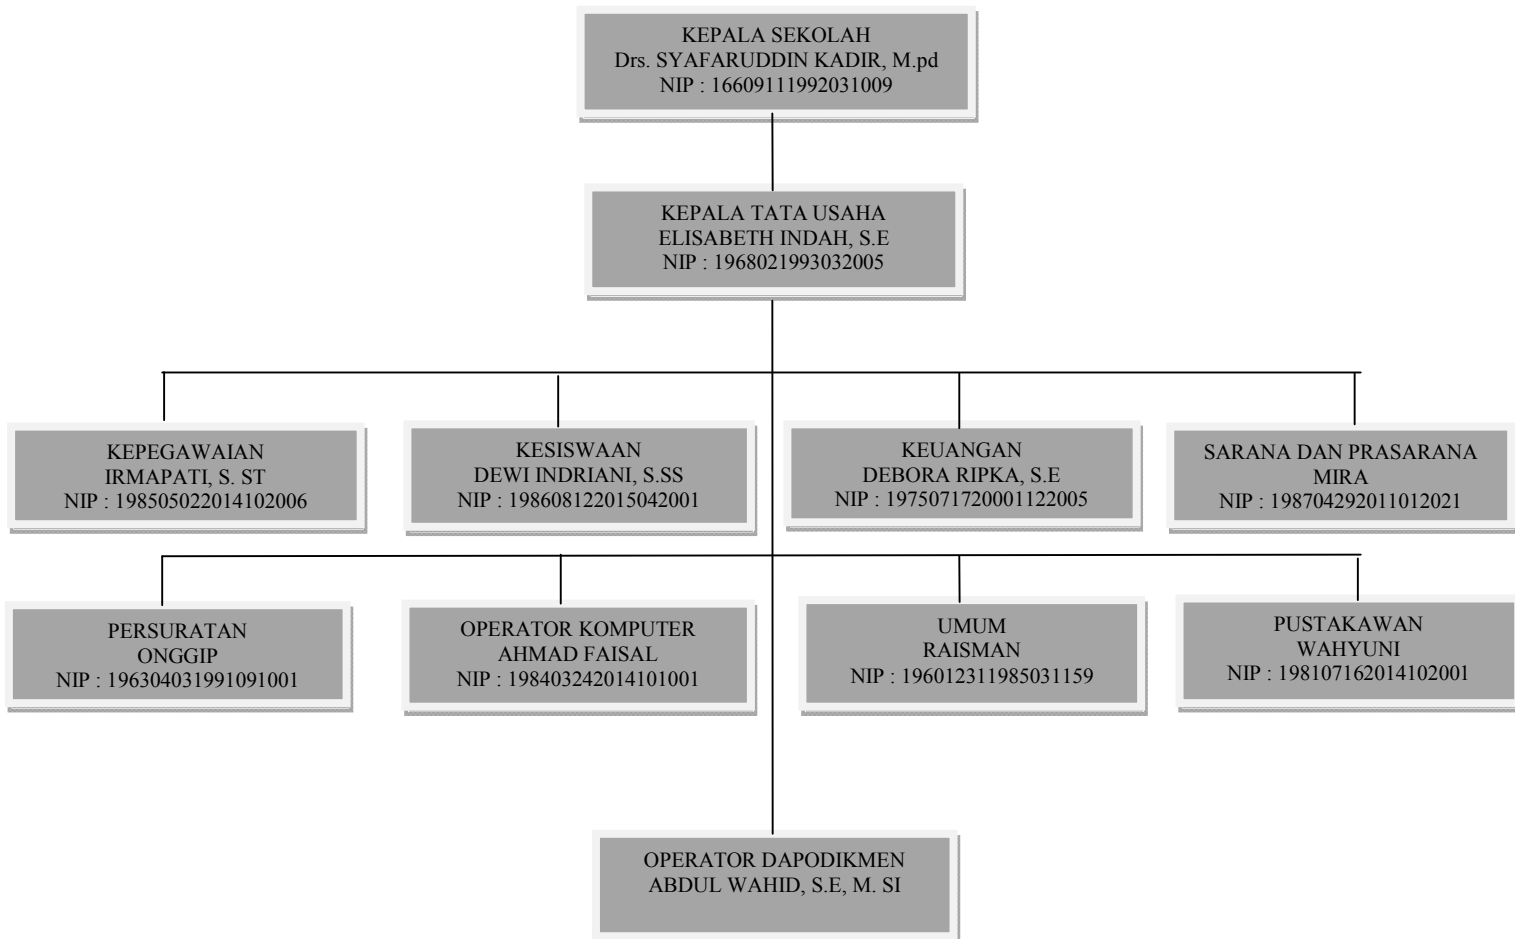 KEPALA SEKOLAH
Drs. SYAFARUDDIN KADIR, M.pd
NIP : 16609111992031009
KEPALA TATA USAHA
ELISABETH INDAH, S.E
NIP : 1968021993032005
KEPEGAWAIAN
IRMAPATI, S. ST
NIP : 198505022014102006
KESISWAAN
DEWI INDRIANI, S.SS
NIP : 198608122015042001
KEUANGAN
DEBORA RIPKA, S.E
NIP : 1975071720001122005
SARANA DAN PRASARANA
MIRA
NIP : 198704292011012021
PERSURATAN
ONGGIP
NIP : 196304031991091001
OPERATOR KOMPUTER
AHMAD FAISAL
NIP : 198403242014101001
UMUM
RAISMAN
NIP : 196012311985031159
PUSTAKAWAN
WAHYUNI
NIP : 198107162014102001
OPERATOR DAPODIKMEN
ABDUL WAHID, S.E, M. SI